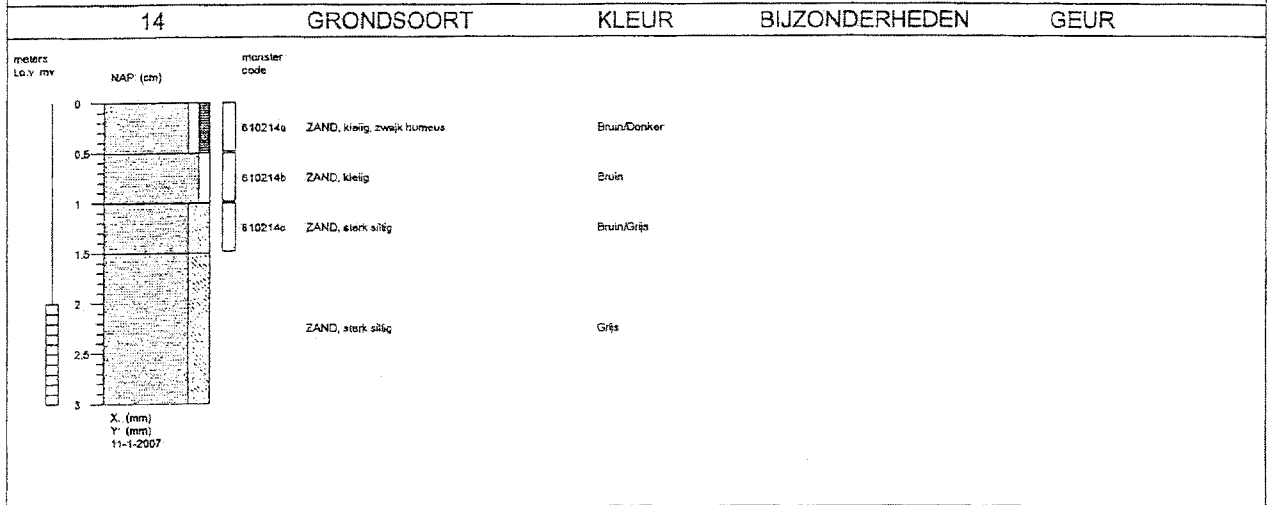 14 GRONDSOORT KLEUR BIJZONDERHEDEN GEUR
meters monster
t.o.v. mv NAP: (cm) code
0
610214a ZAND, kleiig, zwak humeus Bruin/Donker
0.5
610214b ZAND, kleiig Bruin
1
610214c ZAND, sterk siltig Bruin/Grijs
1.5
2
ZAND, sterk siltig Grijs
2.5
3
X: (mm)
Y: (mm)
11-1-2007